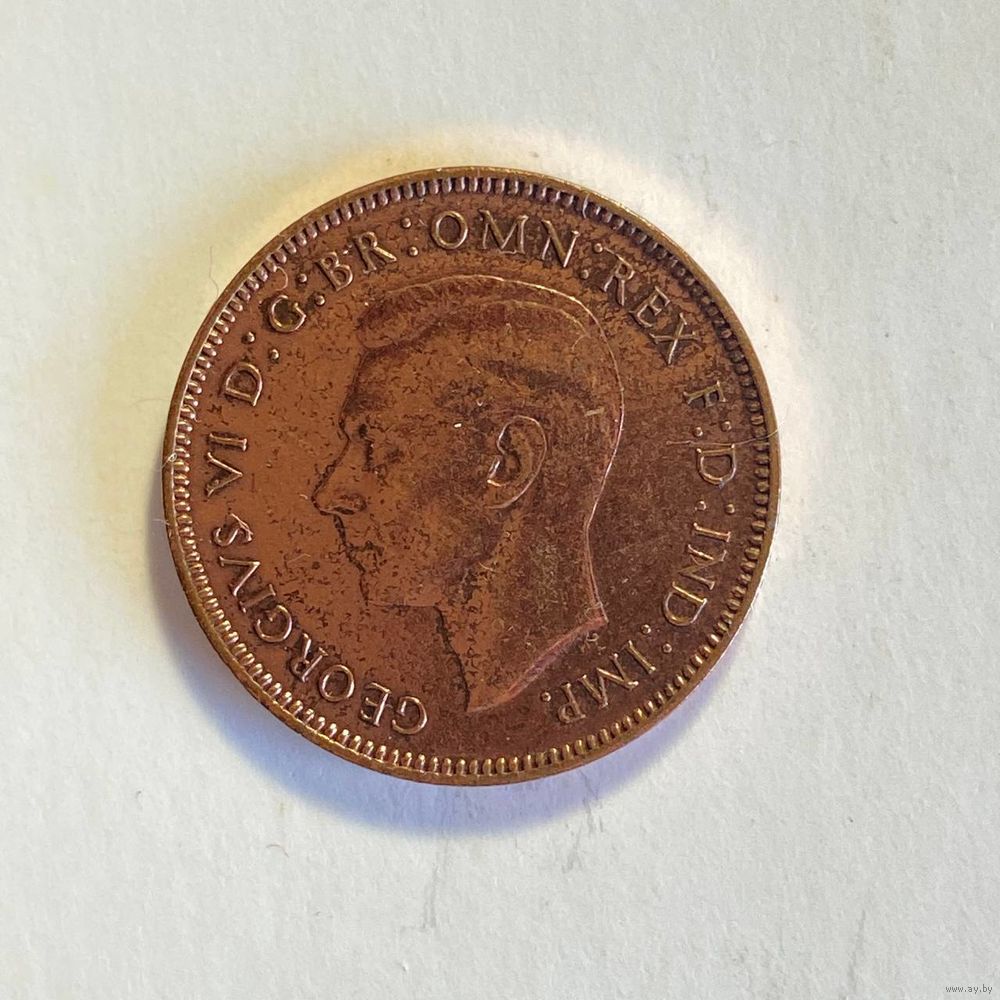 GEORGIVS VI D : G : BR : OMN : REX F : D : IND : IMP.
www.ay.by